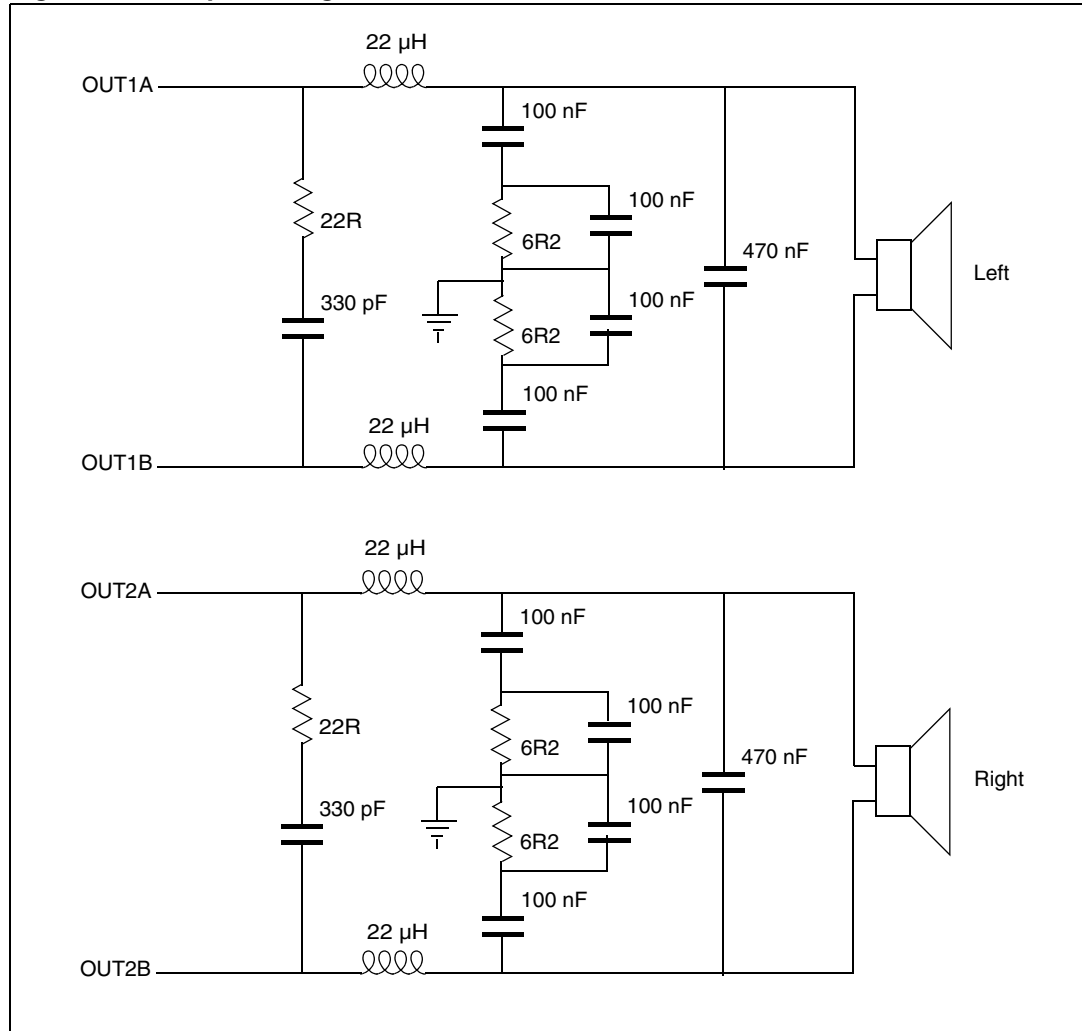 22 µH
OUT1A
100 nF
100 nF
22R
6R2
470 nF
Left
330 pF
100 nF
6R2
100 nF
22 µH
OUT1B
22 µH
OUT2A
100 nF
100 nF
22R
6R2
470 nF
Right
330 pF
100 nF
6R2
100 nF
22 µH
OUT2B